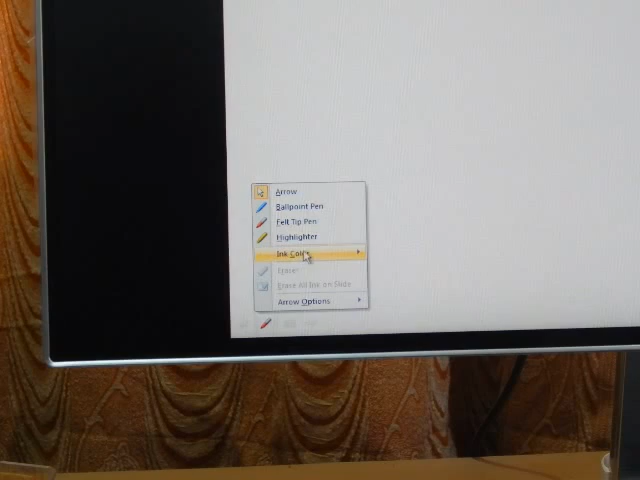 Arrow
Ballpoint Pen
Felt Tip Pen
Highlighter
Ink Color
Eraser
Erase All Ink on Slide
Arrow Options